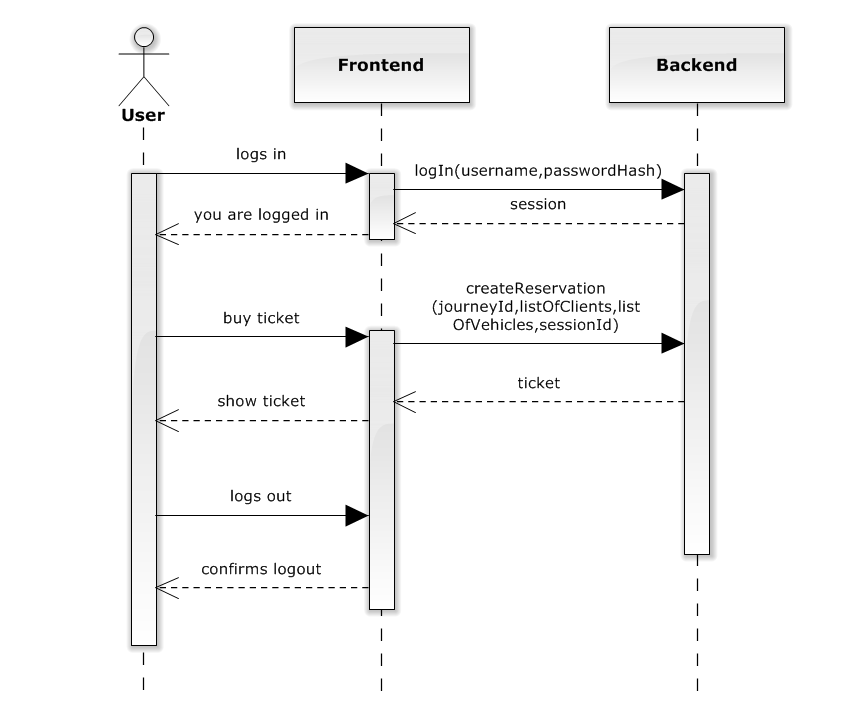 User
Frontend
Backend
logs in
logIn(username,passwordHash)
session
you are logged in
createReservation
(journeyId,listOfClients,list
OfVehicles,sessionId)
buy ticket
ticket
show ticket
logs out
confirms logout